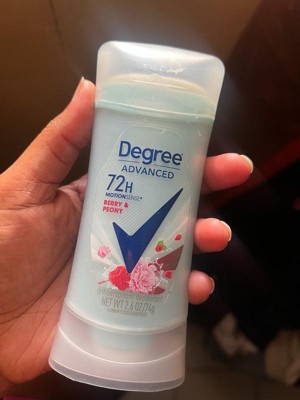 Degree®
ADVANCED
72H
MOTIONSENSE®
BERRY &
PEONY
NET WT 2.6 OZ (74g)